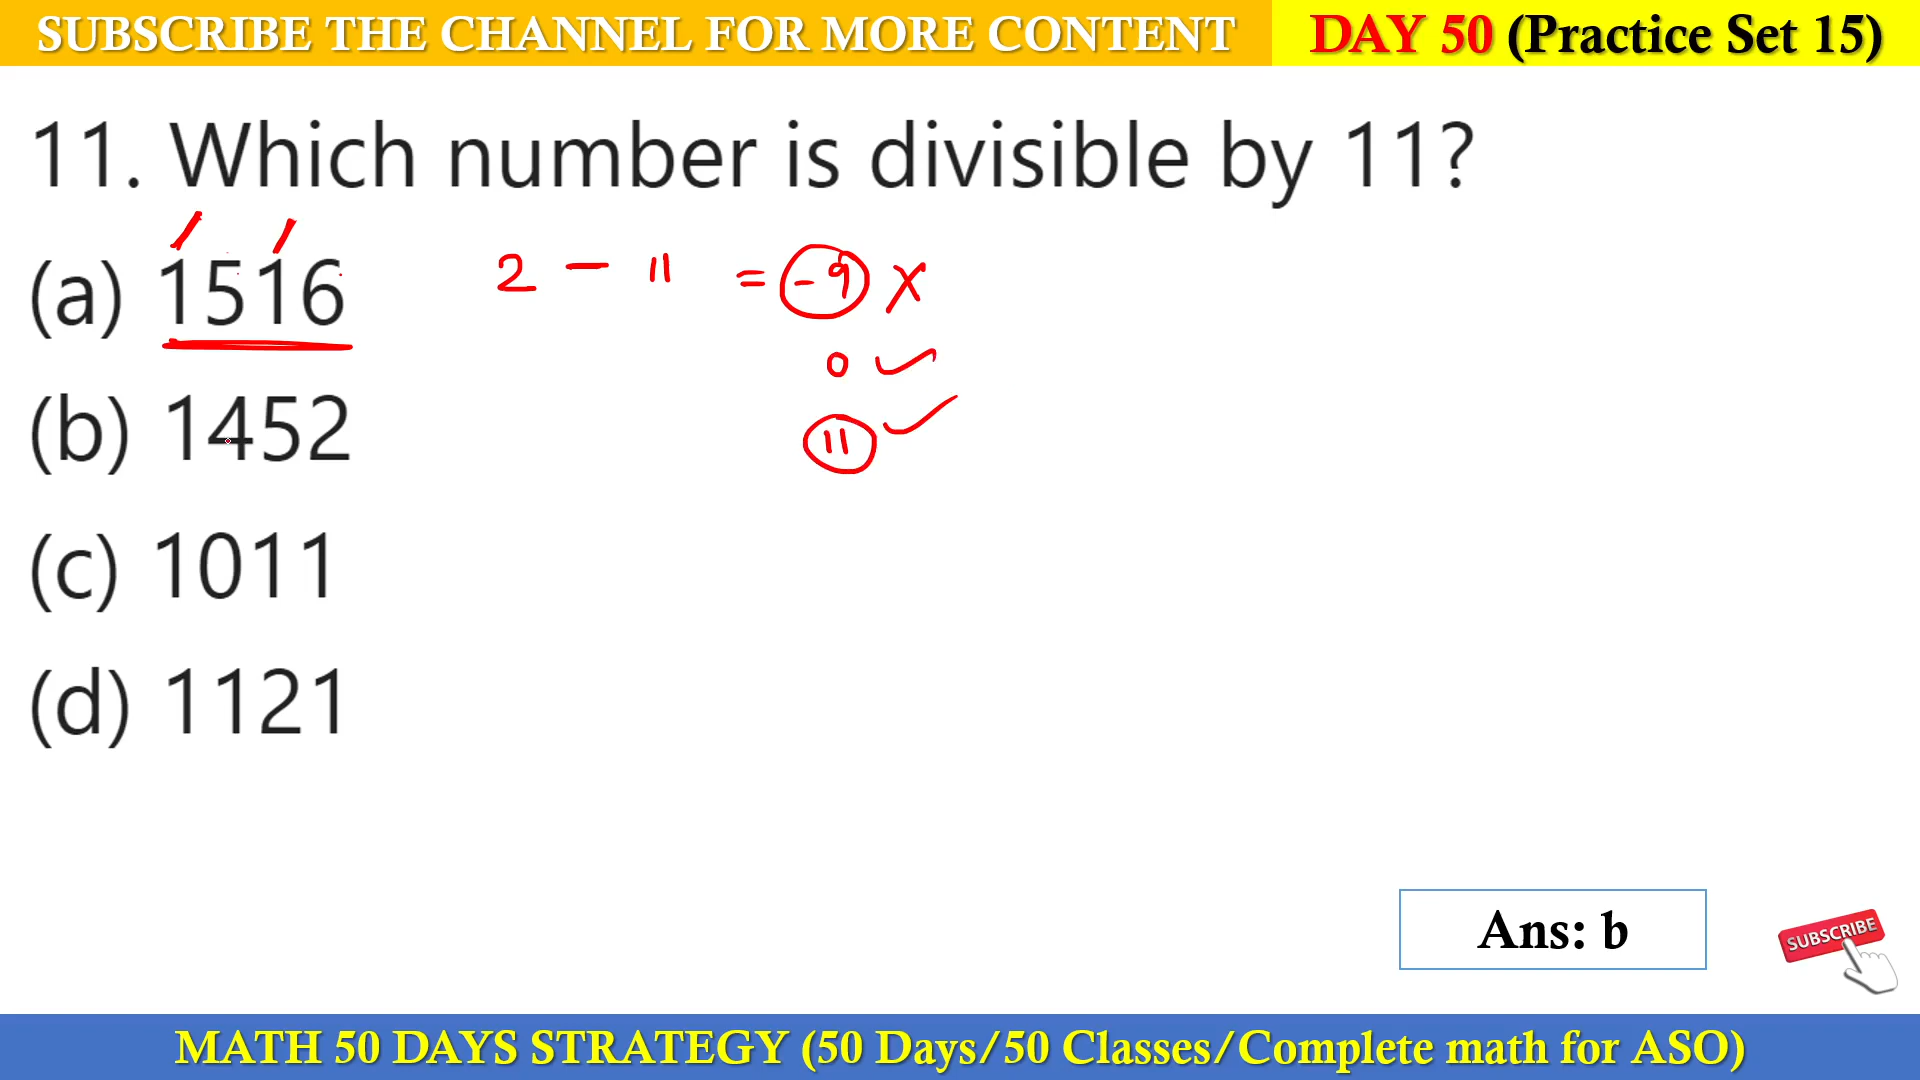 SUBSCRIBE THE CHANNEL FOR MORE CONTENT
DAY 50 (Practice Set 15)
11. Which number is divisible by 11?
(a) 1516
2 - 11 = -9 X
0 ✓
11 ✓
(b) 1452
(c) 1011
(d) 1121
Ans: b
SUBSCRIBE
MATH 50 DAYS STRATEGY (50 Days/50 Classes/Complete math for ASO)